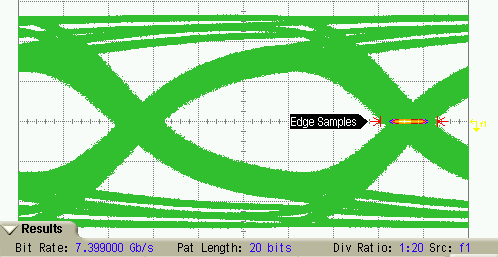 Edge Samples
Results
Bit Rate: 7.399000 Gb/s Pat Length: 20 bits Div Ratio: 1:20 Src: f1